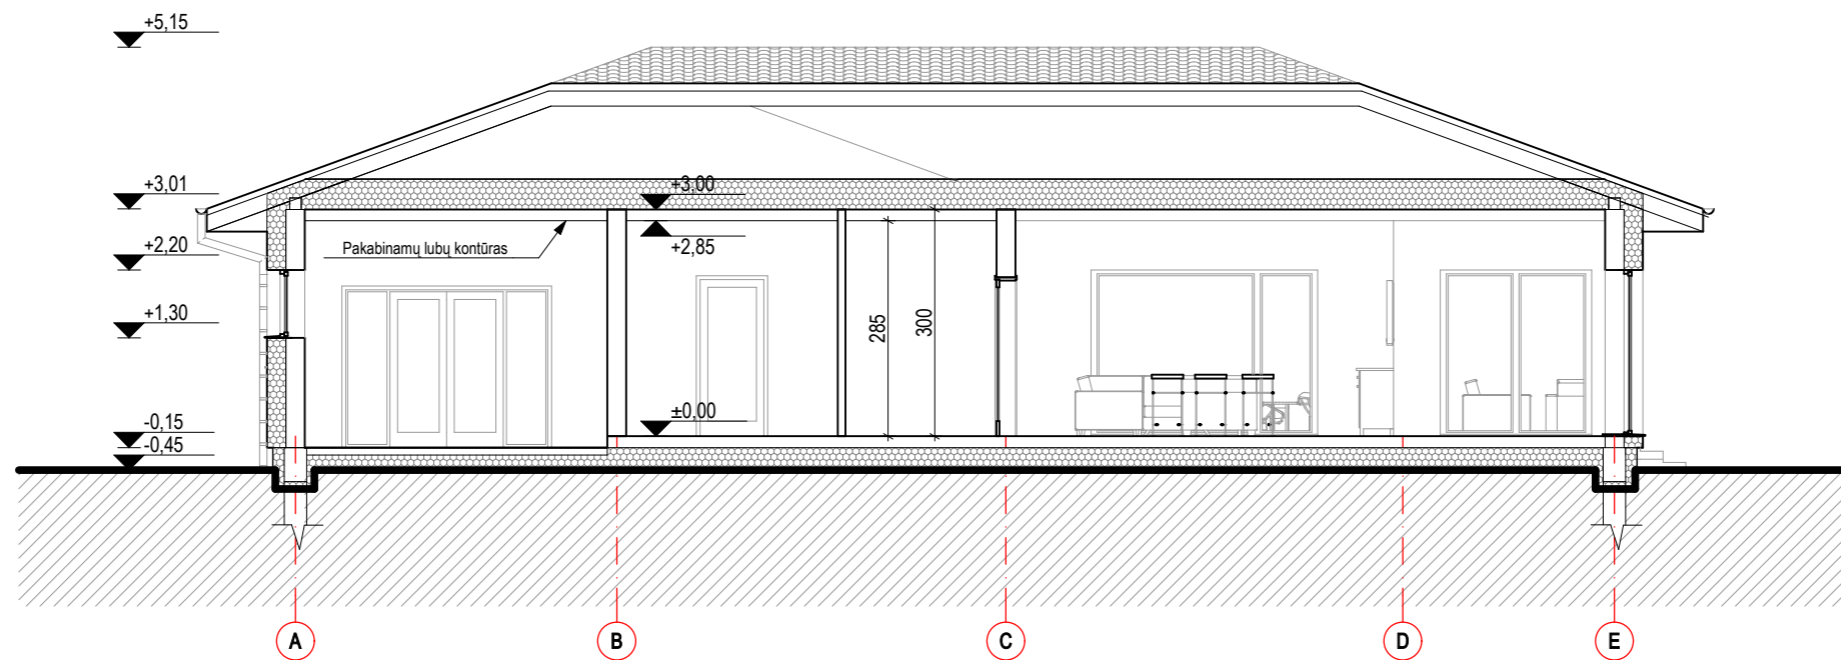 +5,15
+3,01
+3,00
+2,20
Pakabinamų lubų kontūras
+2,85
+1,30
285
300
±0,00
-0,15
-0,45
A
B
C
D
E